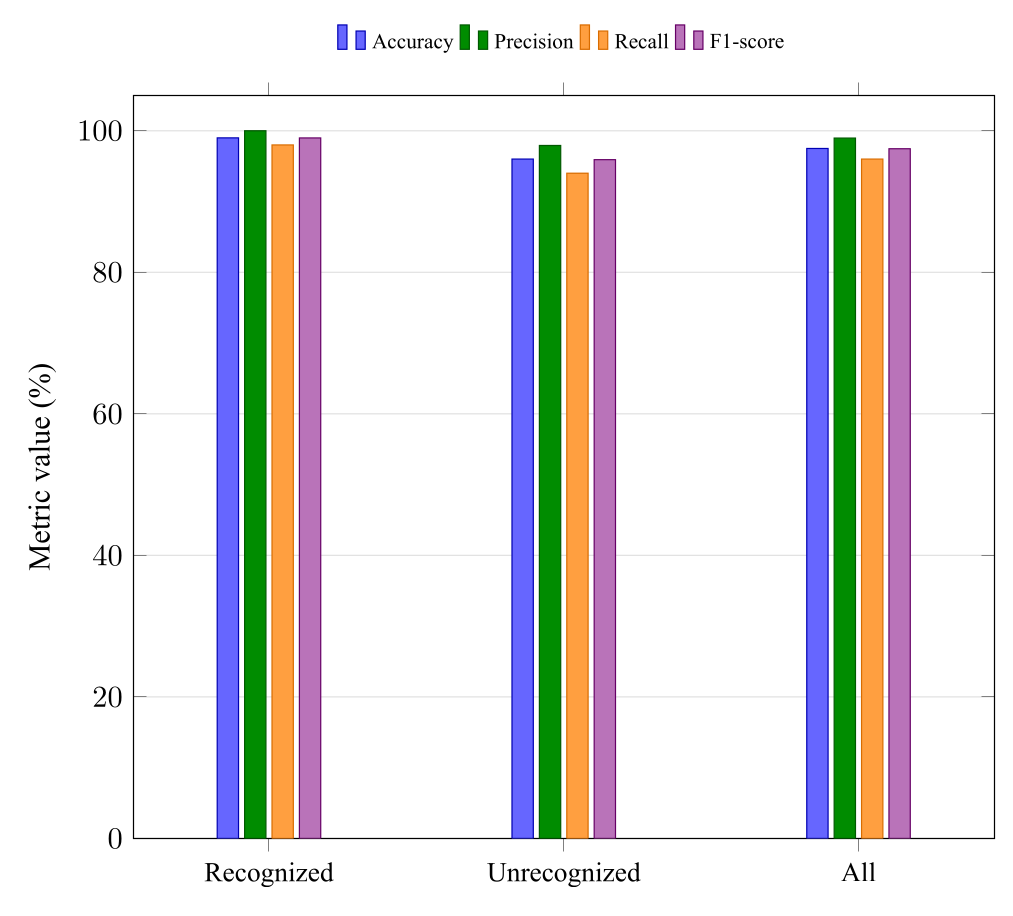 Accuracy Precision Recall F1-score
100
80
60
40
20
0
Metric value (%)
Recognized Unrecognized All